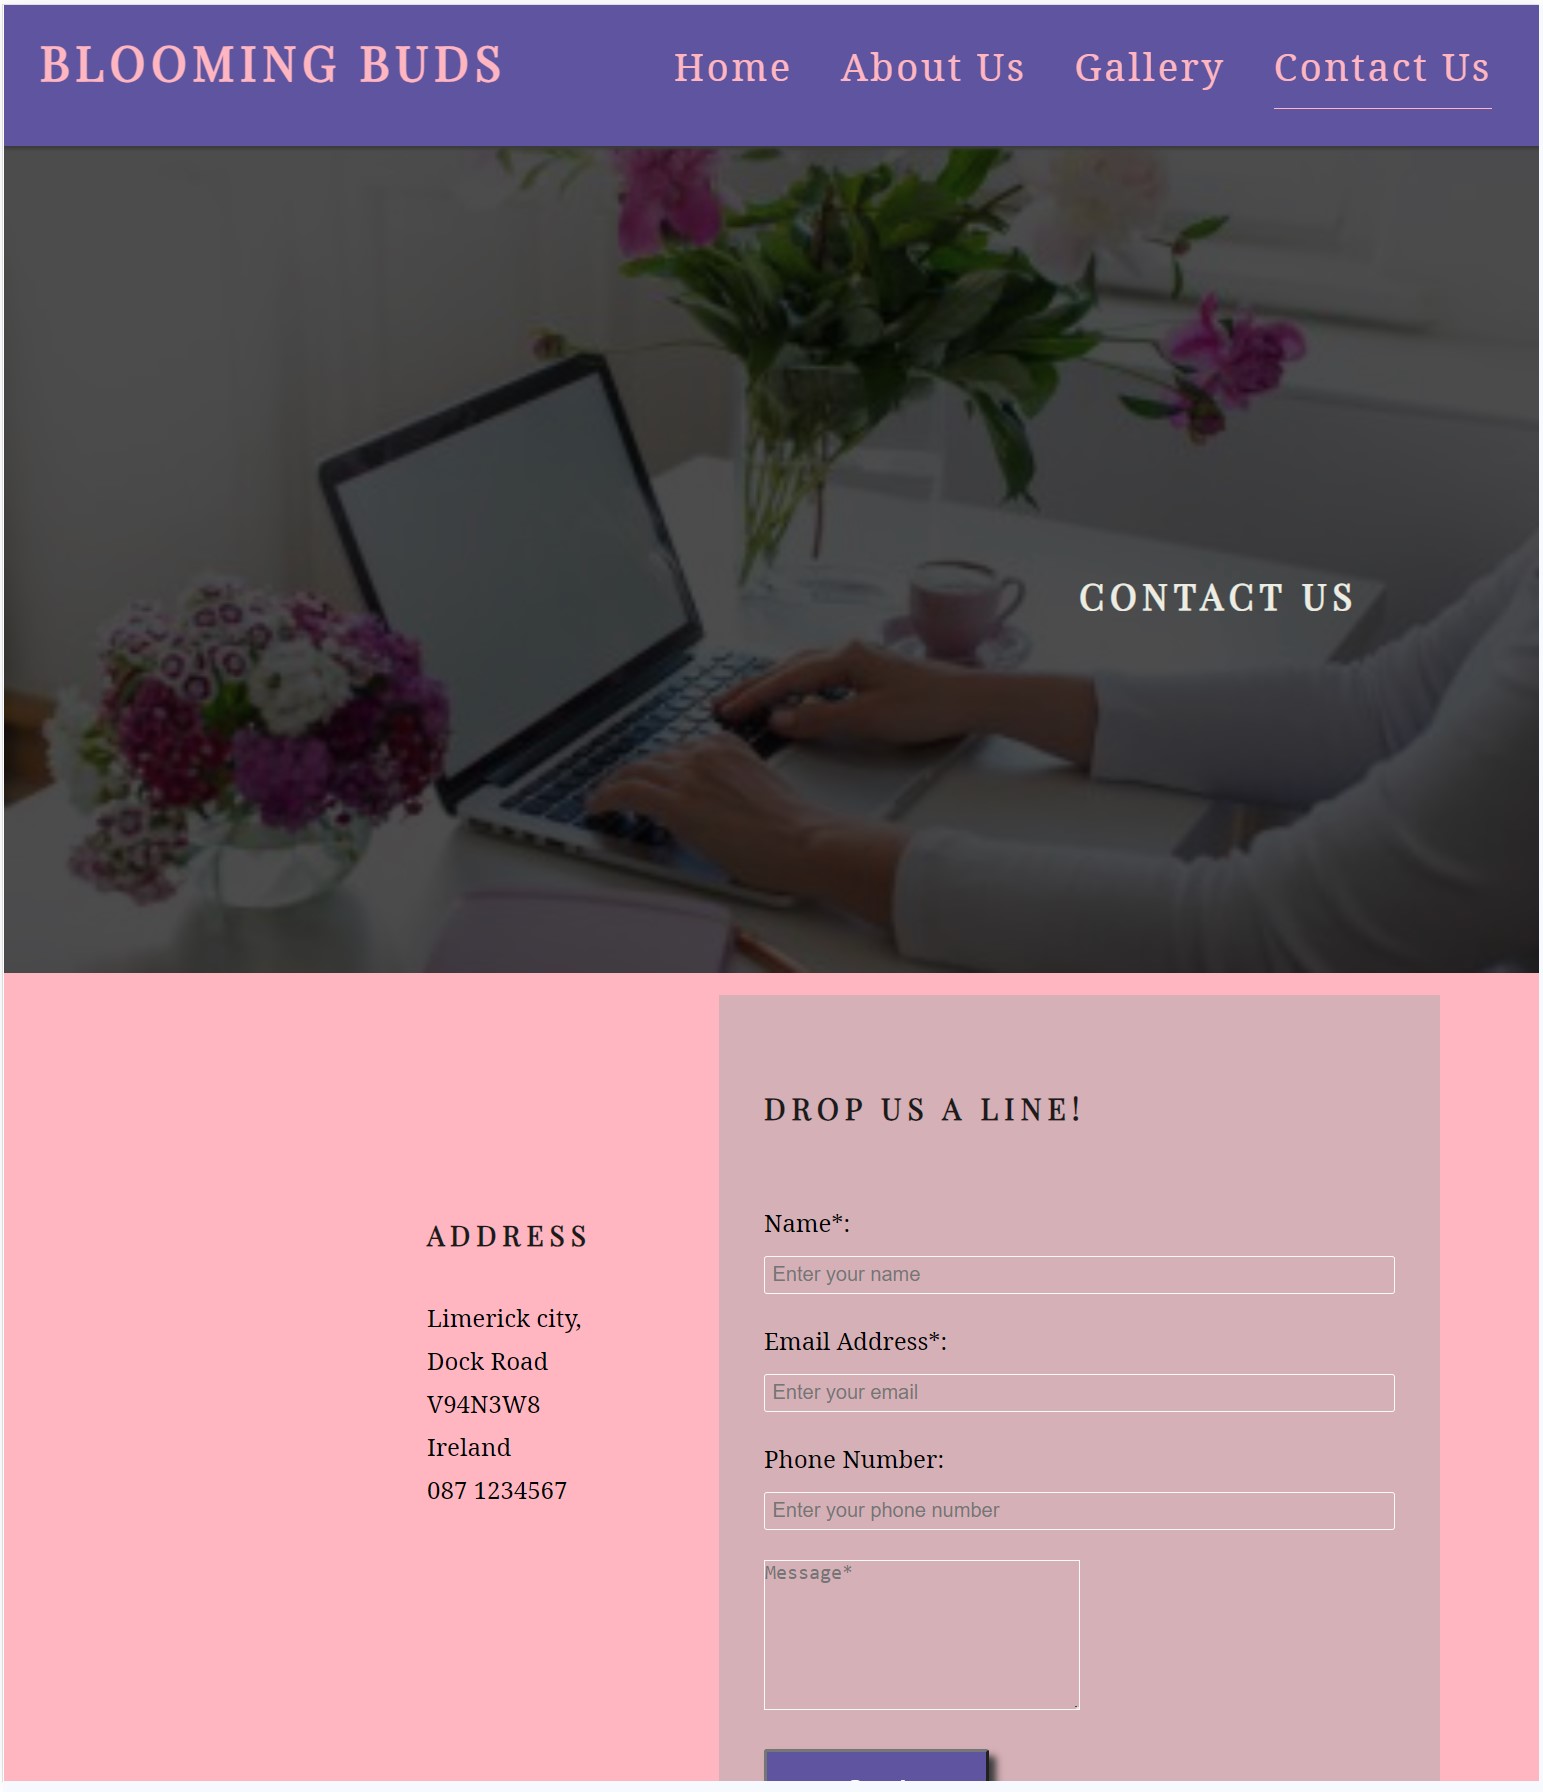 BLOOMING BUDS
Home About Us Gallery Contact Us
CONTACT US
ADDRESS
Limerick city,
Dock Road
V94N3W8
Ireland
087 1234567
DROP US A LINE!
Name*:
Enter your name
Email Address*:
Enter your email
Phone Number:
Enter your phone number
Message*